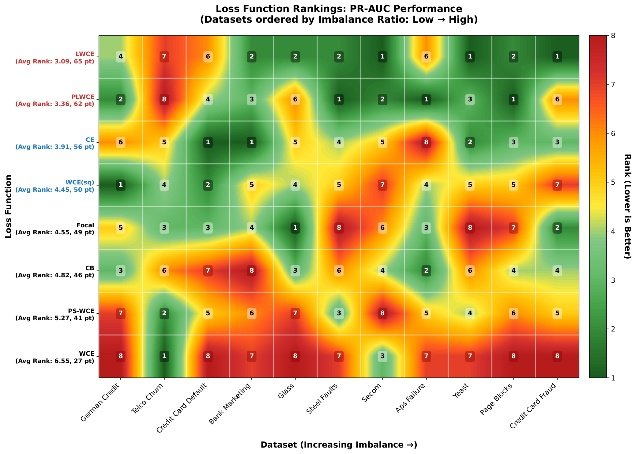 Loss Function Rankings: PR-AUC Performance
(Datasets ordered by Imbalance Ratio: Low → High)
Loss Function
LWCE
(Avg Rank: 3.09, 65 pt)
4 7 6 2 2 2 1 6 1 2 1
PLWCE
(Avg Rank: 3.36, 62 pt)
2 8 4 3 6 1 2 1 3 1 6
CE
(Avg Rank: 3.91, 56 pt)
6 5 1 1 5 4 5 8 2 3 3
WCE(sq)
(Avg Rank: 4.45, 50 pt)
1 4 2 5 4 5 7 4 5 5 7
Focal
(Avg Rank: 4.55, 49 pt)
5 3 3 4 1 8 6 3 8 7 2
CB
(Avg Rank: 4.82, 46 pt)
3 6 7 8 3 6 4 2 6 4 4
PS-WCE
(Avg Rank: 5.27, 41 pt)
7 2 5 6 7 3 8 5 4 6 5
WCE
(Avg Rank: 6.55, 27 pt)
8 1 8 7 8 7 3 7 7 8 8
German Credit
Telco Churn
Credit Card Default
Bank Marketing
Glass
Steel Faults
Secom
Aps Failure
Yeast
Page Blocks
Credit Card Fraud
Dataset (Increasing Imbalance →)
8
7
6
5
4
3
2
1
Rank (Lower is Better)